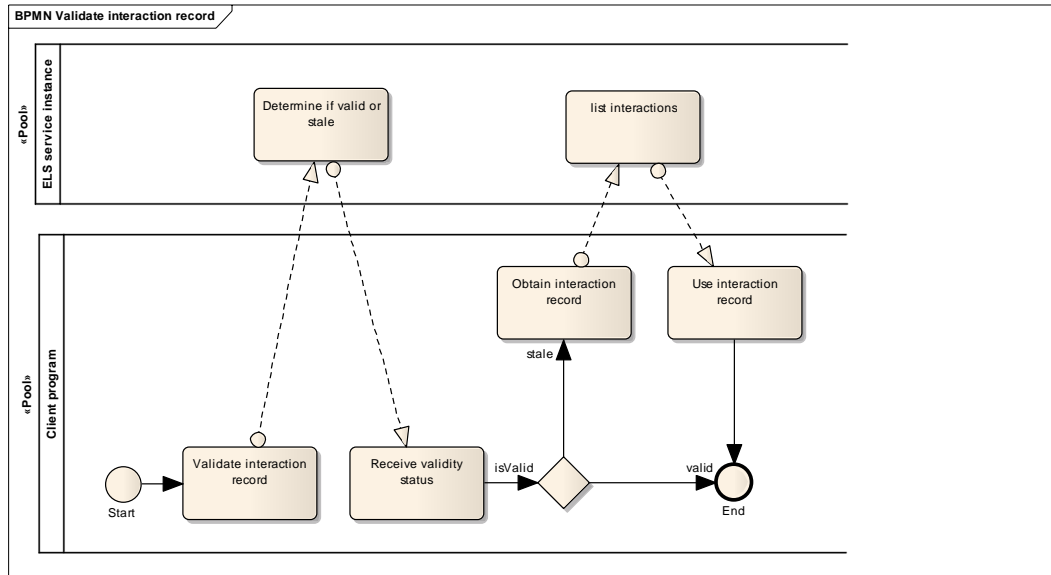 BPMN Validate interaction record
«Pool»
ELS service instance
Determine if valid or
stale
list interactions
«Pool»
Client program
Obtain interaction
record
Use interaction
record
stale
Validate interaction
record
Receive validity
status
isValid
valid
Start
End